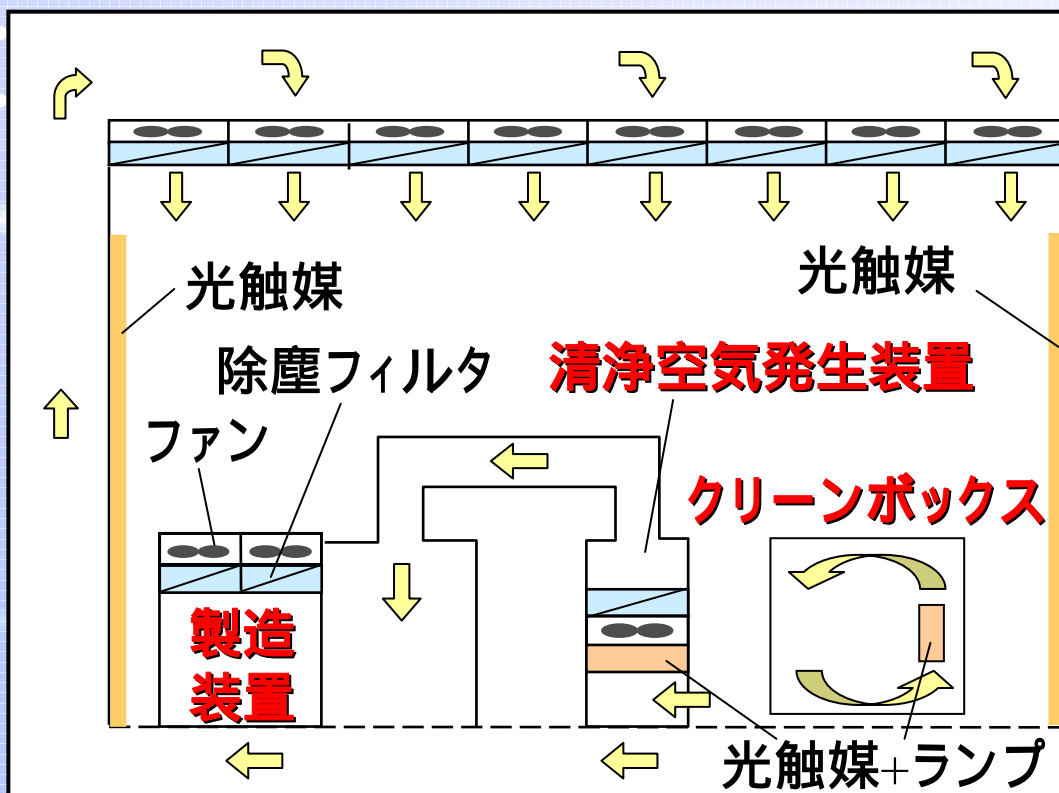 光触媒
光触媒
除塵フィルタ
清浄空気発生装置
ファン
クリーンボックス
製造
装置
光触媒+ランプ